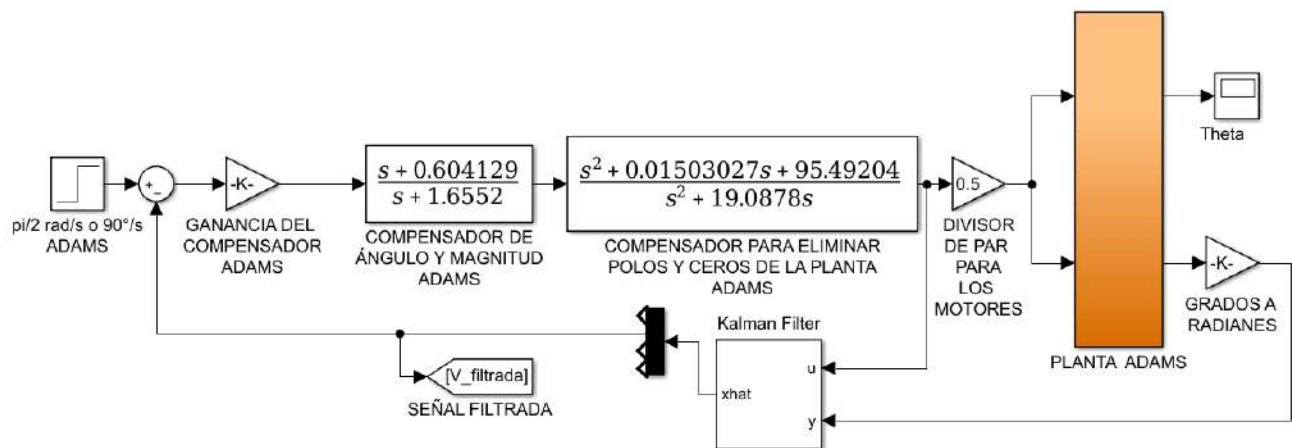 pi/2 rad/s o 90°/s
ADAMS
+
-
-K-
GANANCIA DEL
COMPENSADOR
ADAMS
s + 0.604129
s + 1.6552
COMPENSADOR DE
ÁNGULO Y MAGNITUD
ADAMS
s² + 0.01503027s + 95.49204
s² + 19.0878s
COMPENSADOR PARA ELIMINAR
POLOS Y CEROS DE LA PLANTA
ADAMS
0.5
DIVISOR
DE PAR
PARA
LOS
MOTORES
PLANTA ADAMS
Theta
-K-
GRADOS A
RADIANES
Kalman Filter
u
xhat
y
[V_filtrada]
SEÑAL FILTRADA